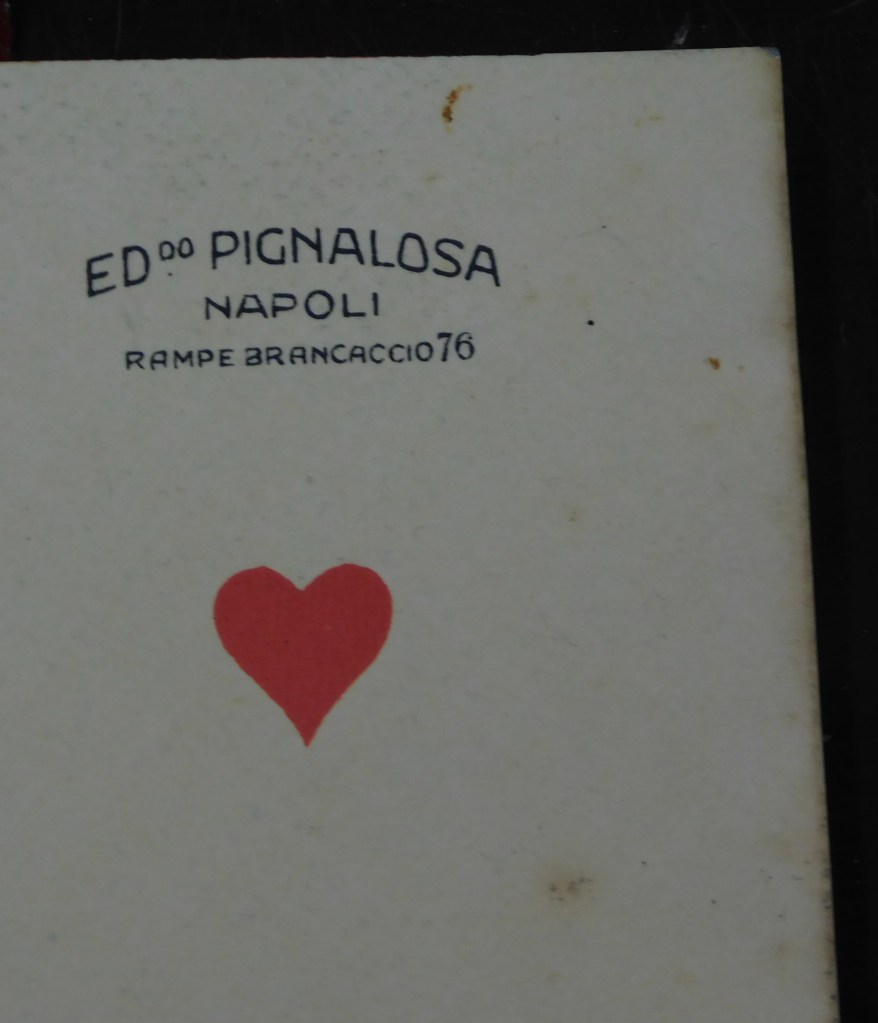 EDDO PIGNALOSA
NAPOLI
RAMPE BRANCACCIO 76